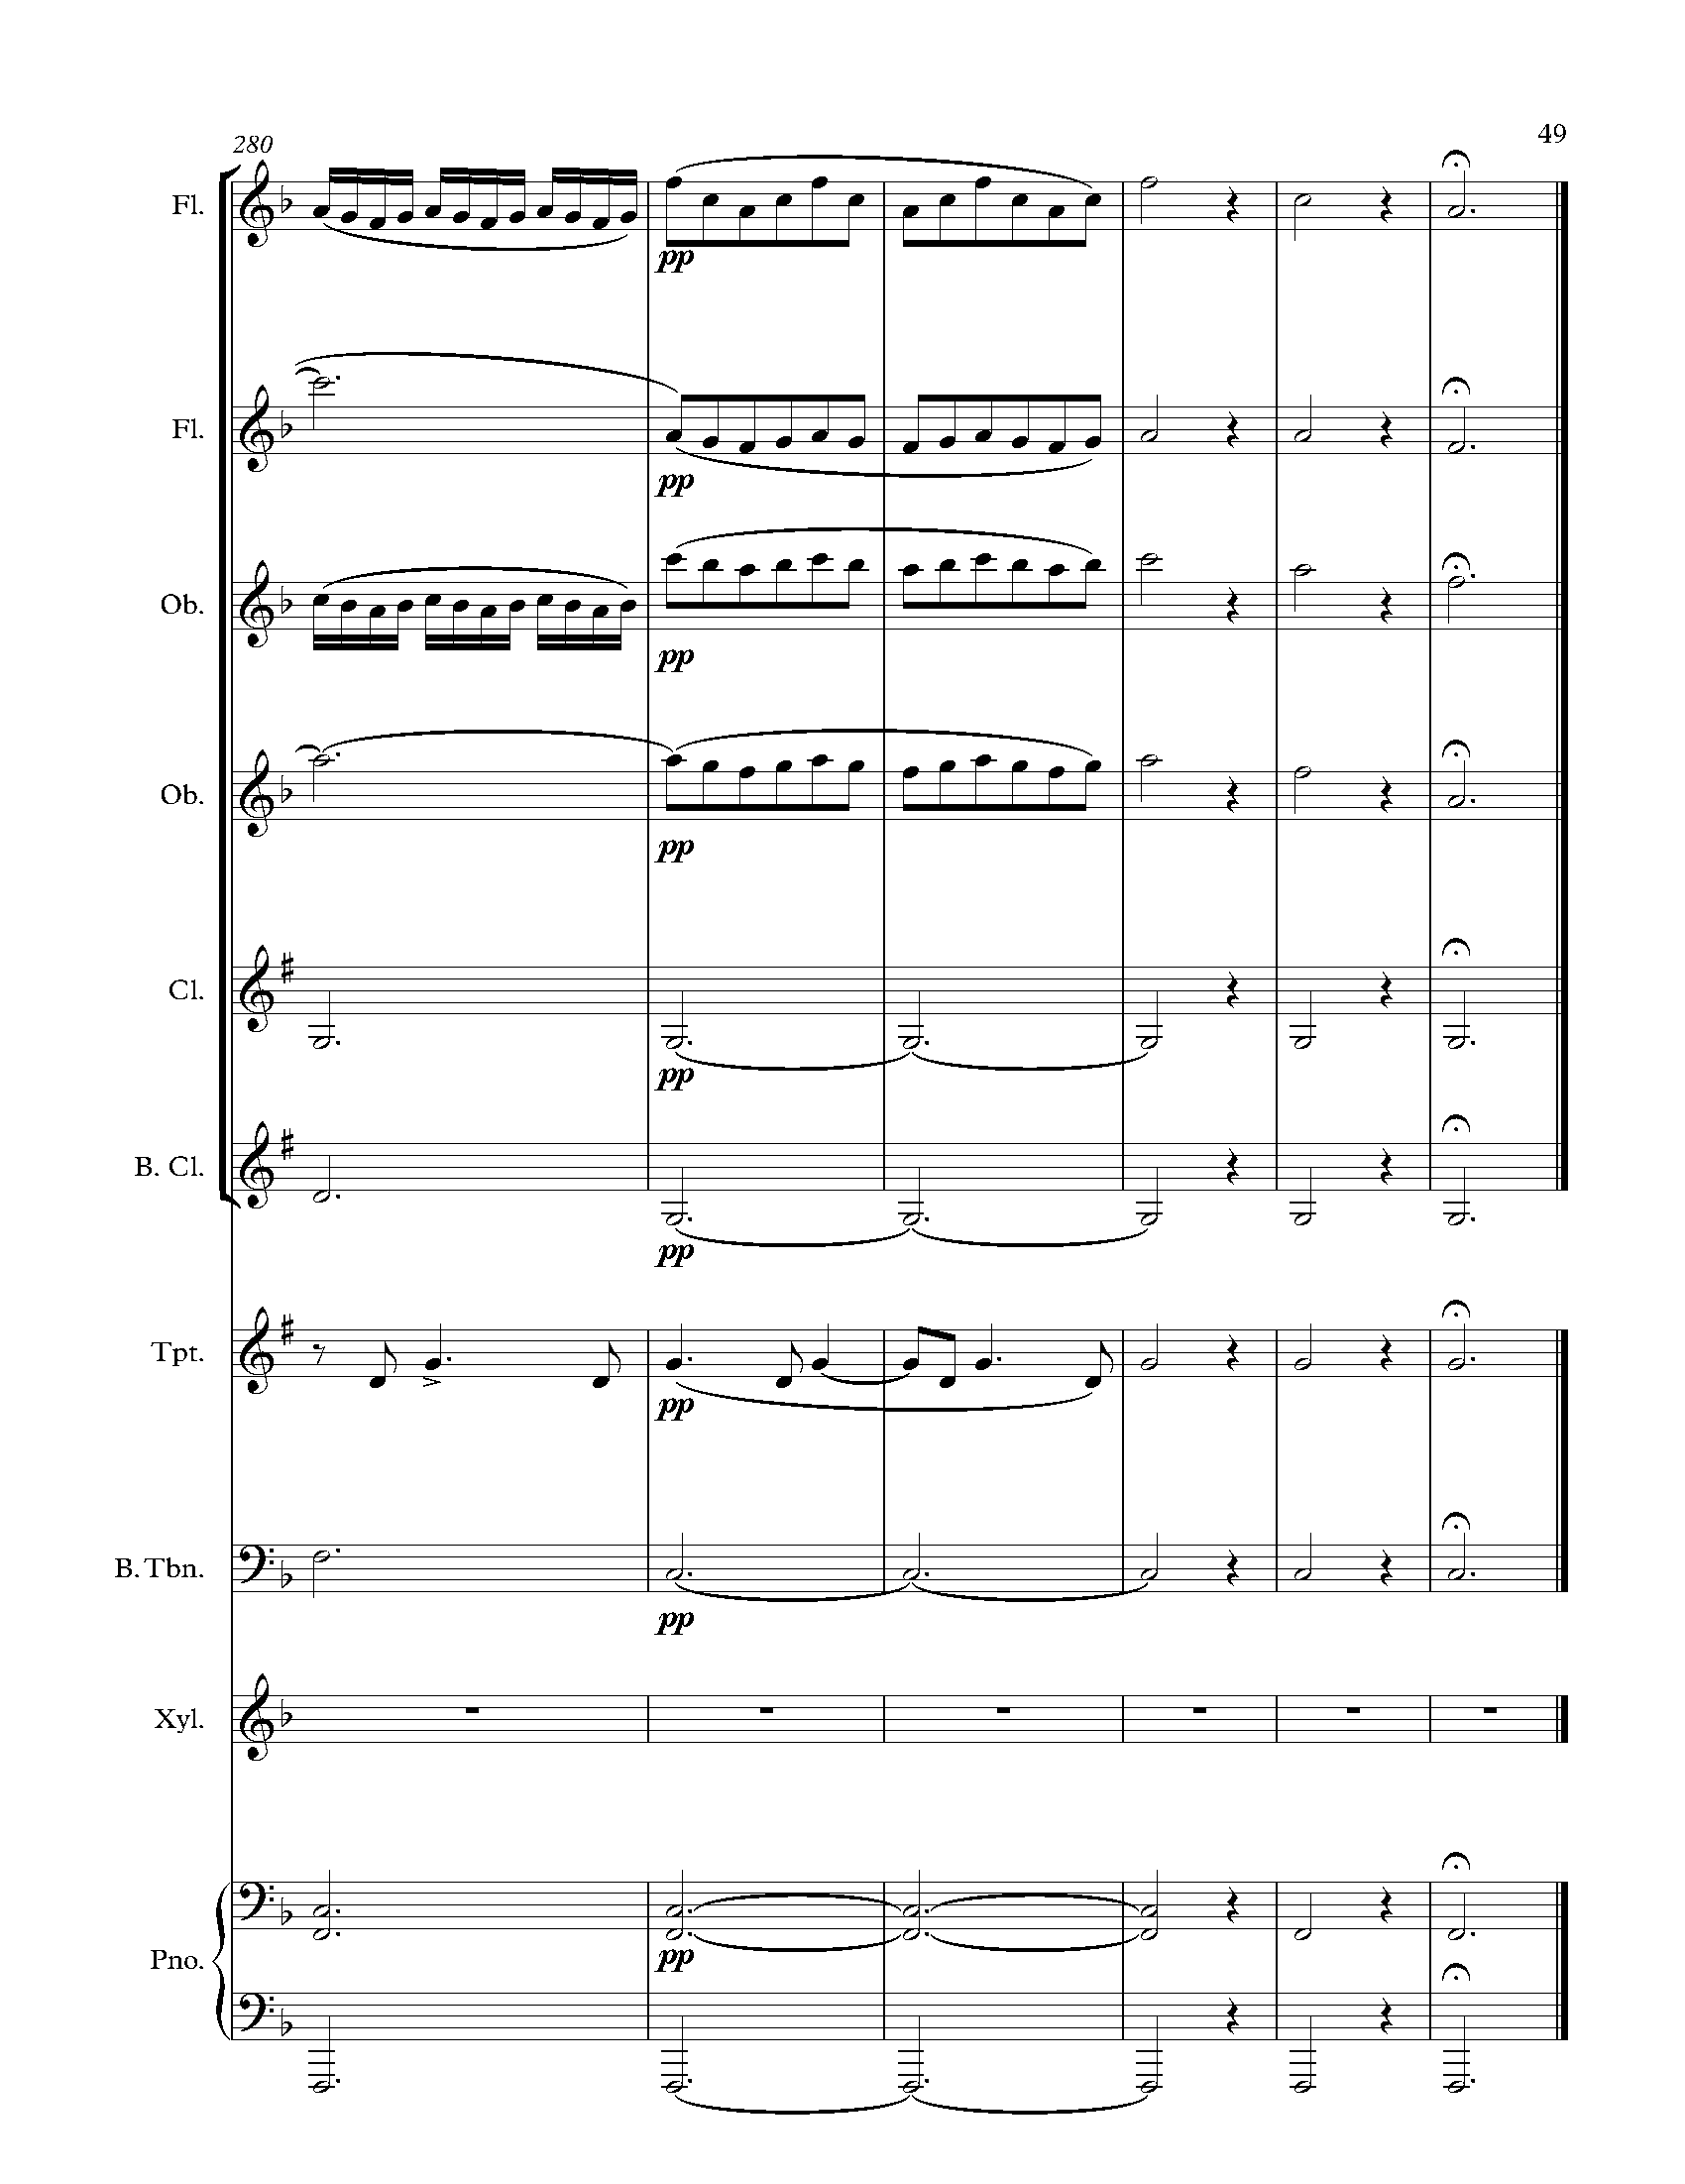 280
49
Fl.
pp
Fl.
pp
Ob.
pp
Ob.
pp
Cl.
pp
B. Cl.
pp
Tpt.
pp
B. Tbn.
pp
Xyl.
Pno.
pp